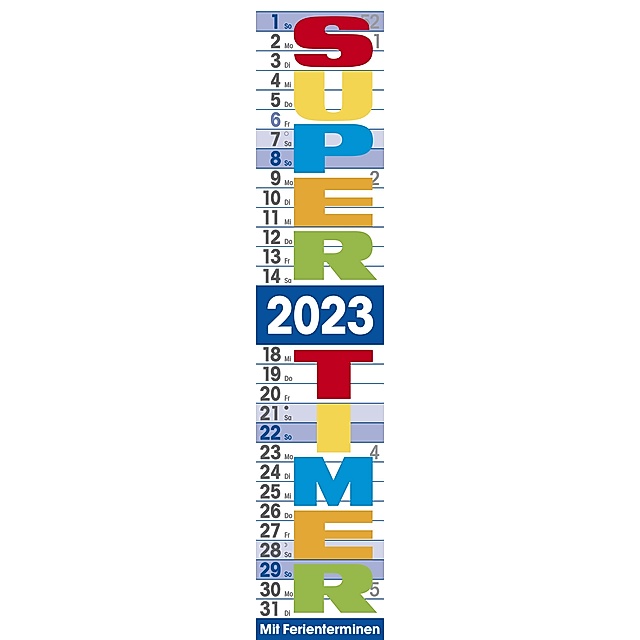 1 So 52
2 Mo 1
3 Di
4 Mi
5 Do
6 Fr
7 Sa
8 So
9 Mo 2
10 Di
11 Mi
12 Do
13 Fr
14 Sa
SUPER
2023
18 Mi
19 Do
20 Fr
21 Sa
22 So
23 Mo 4
24 Di
25 Mi
26 Do
27 Fr
28 Sa
29 So
30 Mo 5
31 Di
TIMER
Mit Ferienterminen